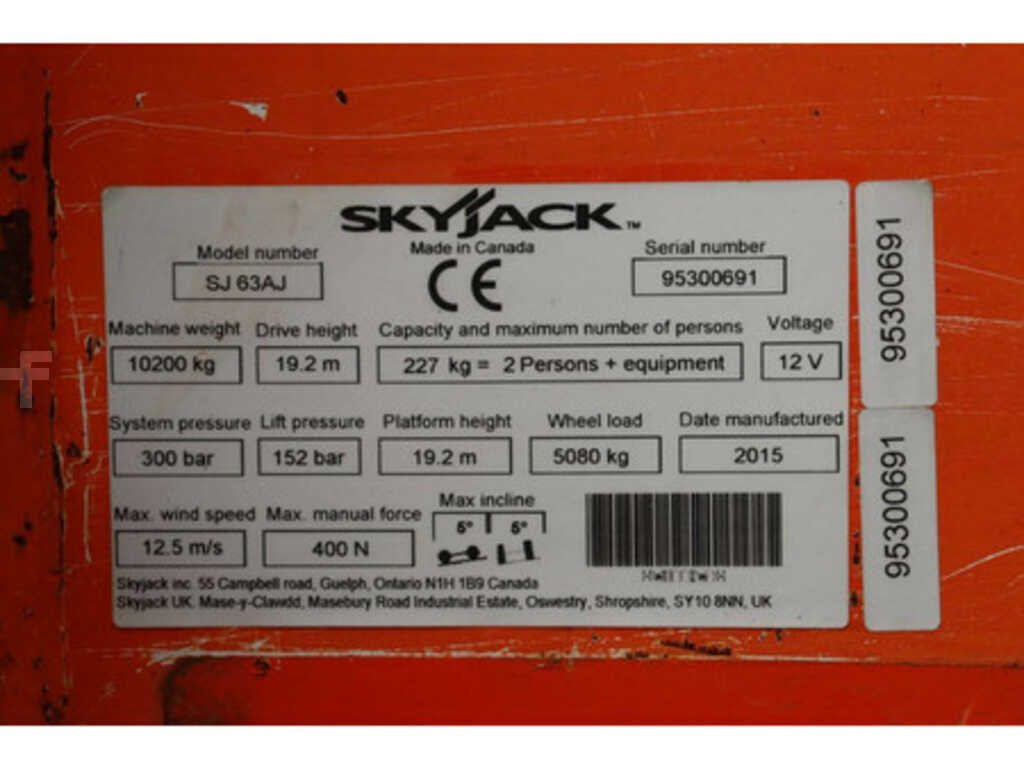 SKYJACK™
Made in Canada
Model number
SJ 63AJ
CE
Serial number
95300691
Machine weight Drive height Capacity and maximum number of persons Voltage
10200 kg 19.2 m 227 kg = 2 Persons + equipment 12 V
System pressure Lift pressure Platform height Wheel load Date manufactured
300 bar 152 bar 19.2 m 5080 kg 2015
Max. wind speed Max. manual force Max incline
5° 5°
12.5 m/s 400 N
Skyjack inc. 55 Campbell road, Guelph, Ontario N1H 1B9 Canada
Skyjack UK, Mase-y-Clawdd, Masebury Road Industrial Estate, Oswestry, Shropshire, SY10 8NN, UK
95300691
95300691